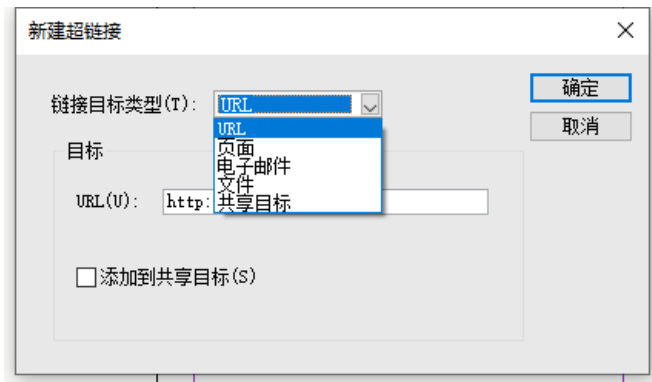 新建超链接
链接目标类型(T): URL
确定
URL
页面
电子邮件
文件
共享目标
取消
目标
URL(U): http:
添加到共享目标(S)